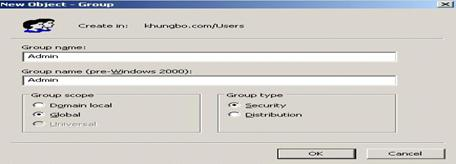 New Object - Group
Create in: khungbo.com/Users
Group name:
Admin
Group name (pre-Windows 2000):
Admin
Group scope
Domain local
Global
Universal
Group type
Security
Distribution
OK
Cancel